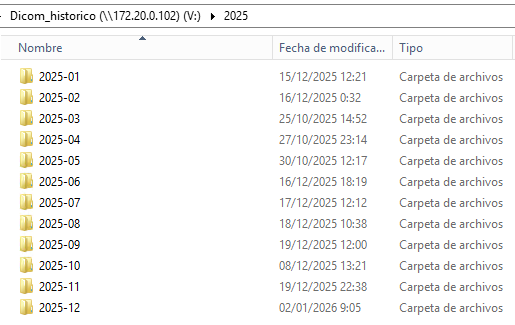 Dicom_historico (\\172.20.0.102) (V:) > 2025
Nombre Fecha de modifica... Tipo
2025-01 15/12/2025 12:21 Carpeta de archivos
2025-02 16/12/2025 0:32 Carpeta de archivos
2025-03 25/10/2025 14:52 Carpeta de archivos
2025-04 27/10/2025 23:14 Carpeta de archivos
2025-05 30/10/2025 12:17 Carpeta de archivos
2025-06 16/12/2025 18:19 Carpeta de archivos
2025-07 17/12/2025 12:12 Carpeta de archivos
2025-08 18/12/2025 10:38 Carpeta de archivos
2025-09 19/12/2025 12:00 Carpeta de archivos
2025-10 08/12/2025 13:21 Carpeta de archivos
2025-11 19/12/2025 22:38 Carpeta de archivos
2025-12 02/01/2026 9:05 Carpeta de archivos